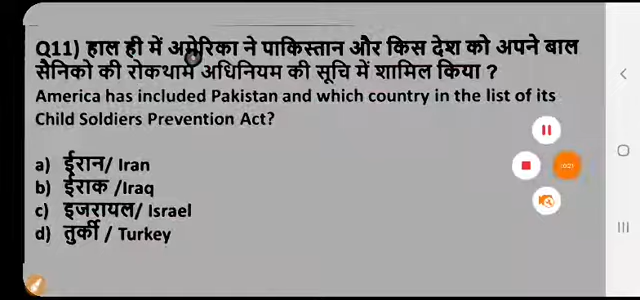 Q11) हाल ही में अमेरिका ने पाकिस्तान और किस देश को अपने बाल
सैनिको की रोकथाम अधिनियम की सूचि में शामिल किया ?
America has included Pakistan and which country in the list of its
Child Soldiers Prevention Act?
a) ईरान/ Iran
b) ईराक /Iraq
c) इजरायल/ Israel
d) तुर्की / Turkey